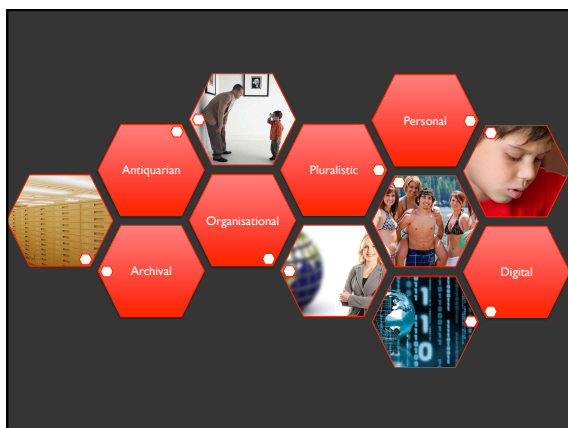 Personal
Antiquarian
Pluralistic
Organisational
Archival
Digital